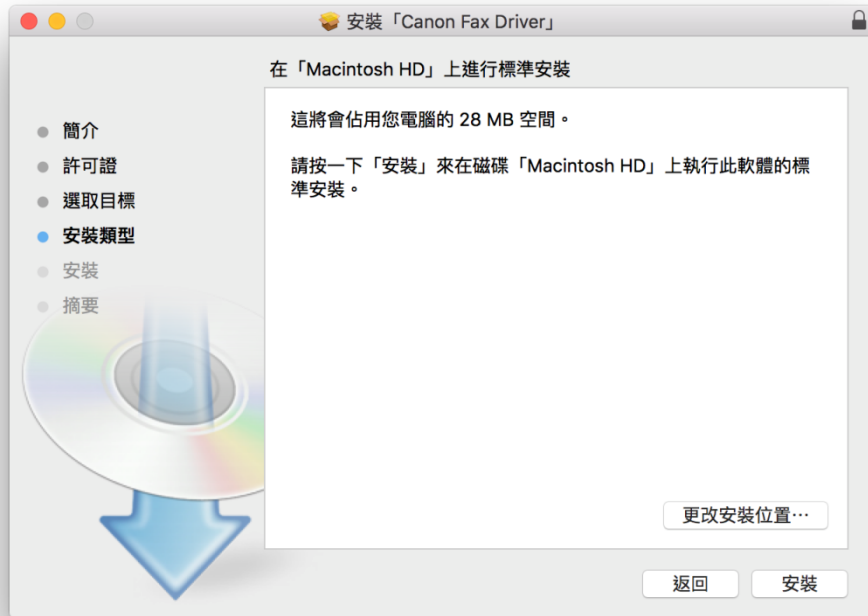 安裝「Canon Fax Driver」
在「Macintosh HD」上進行標準安裝
簡介
許可證
選取目標
安裝類型
安裝
摘要
這將會佔用您電腦的 28 MB 空間。
請按一下「安裝」來在磁碟「Macintosh HD」上執行此軟體的標
準安裝。
更改安裝位置⋯
返回
安裝